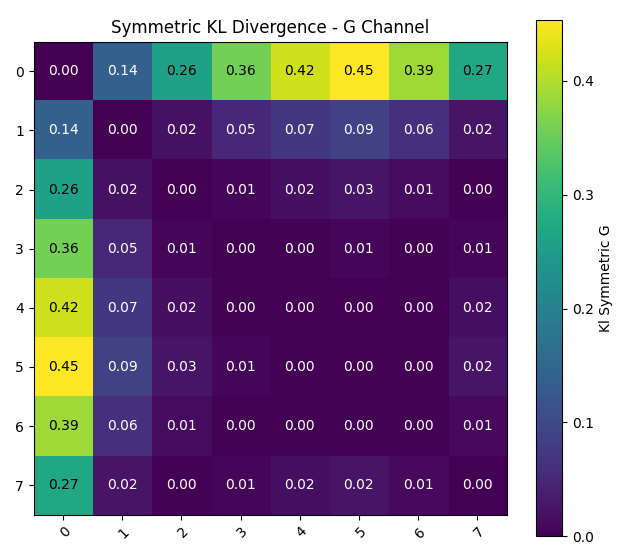 Symmetric KL Divergence - G Channel
0 0.00 0.14 0.26 0.36 0.42 0.45 0.39 0.27
1 0.14 0.00 0.02 0.05 0.07 0.09 0.06 0.02
2 0.26 0.02 0.00 0.01 0.02 0.03 0.01 0.00
3 0.36 0.05 0.01 0.00 0.00 0.01 0.00 0.01
4 0.42 0.07 0.02 0.00 0.00 0.00 0.00 0.02
5 0.45 0.09 0.03 0.01 0.00 0.00 0.00 0.02
6 0.39 0.06 0.01 0.00 0.00 0.00 0.00 0.01
7 0.27 0.02 0.00 0.01 0.02 0.02 0.01 0.00
0 1 2 3 4 5 6 7
0.4
0.3
0.2
0.1
0.0
Kl Symmetric G